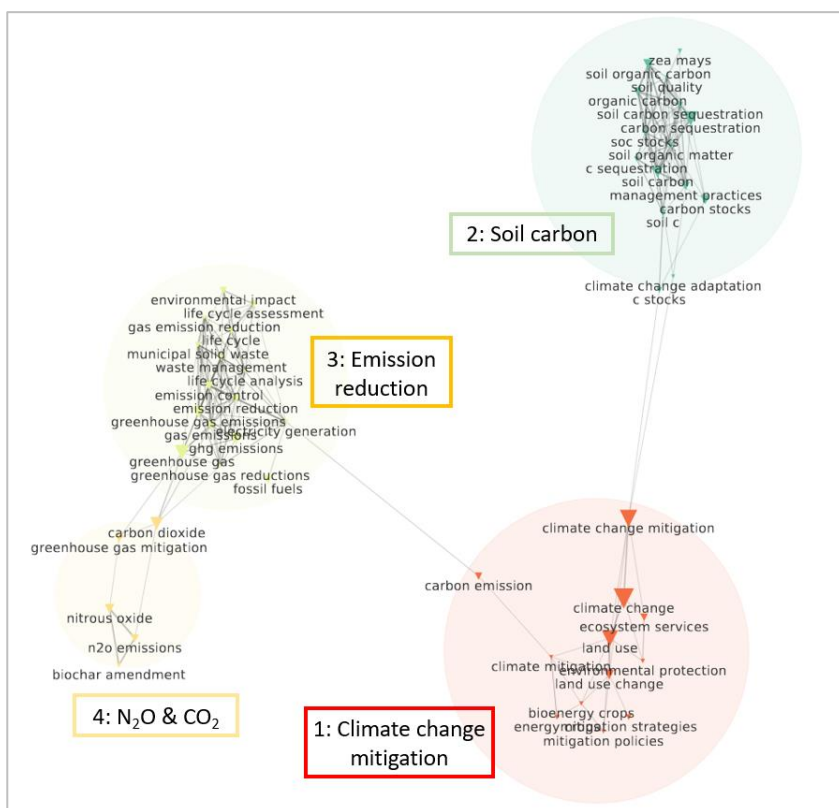 zea mays
soil organic carbon
soil quality
organic carbon
soil carbon sequestration
carbon sequestration
soc stocks
soil organic matter
c sequestration
soil carbon
management practices
carbon stocks
soil c
2: Soil carbon
climate change adaptation
c stocks
environmental impact
life cycle assessment
gas emission reduction
life cycle
municipal solid waste
waste management
life cycle analysis
emission control
emission reduction
greenhouse gas emissions
electricity generation
gas emissions
ghg emissions
greenhouse gas
greenhouse gas reductions
fossil fuels
3: Emission
reduction
carbon dioxide
greenhouse gas mitigation
nitrous oxide
n2o emissions
biochar amendment
4: N₂O & CO₂
climate change mitigation
carbon emission
climate change
ecosystem services
land use
climate mitigation
environmental protection
land use change
bioenergy crops
energy crops
mitigation strategies
mitigation policies
1: Climate change
mitigation